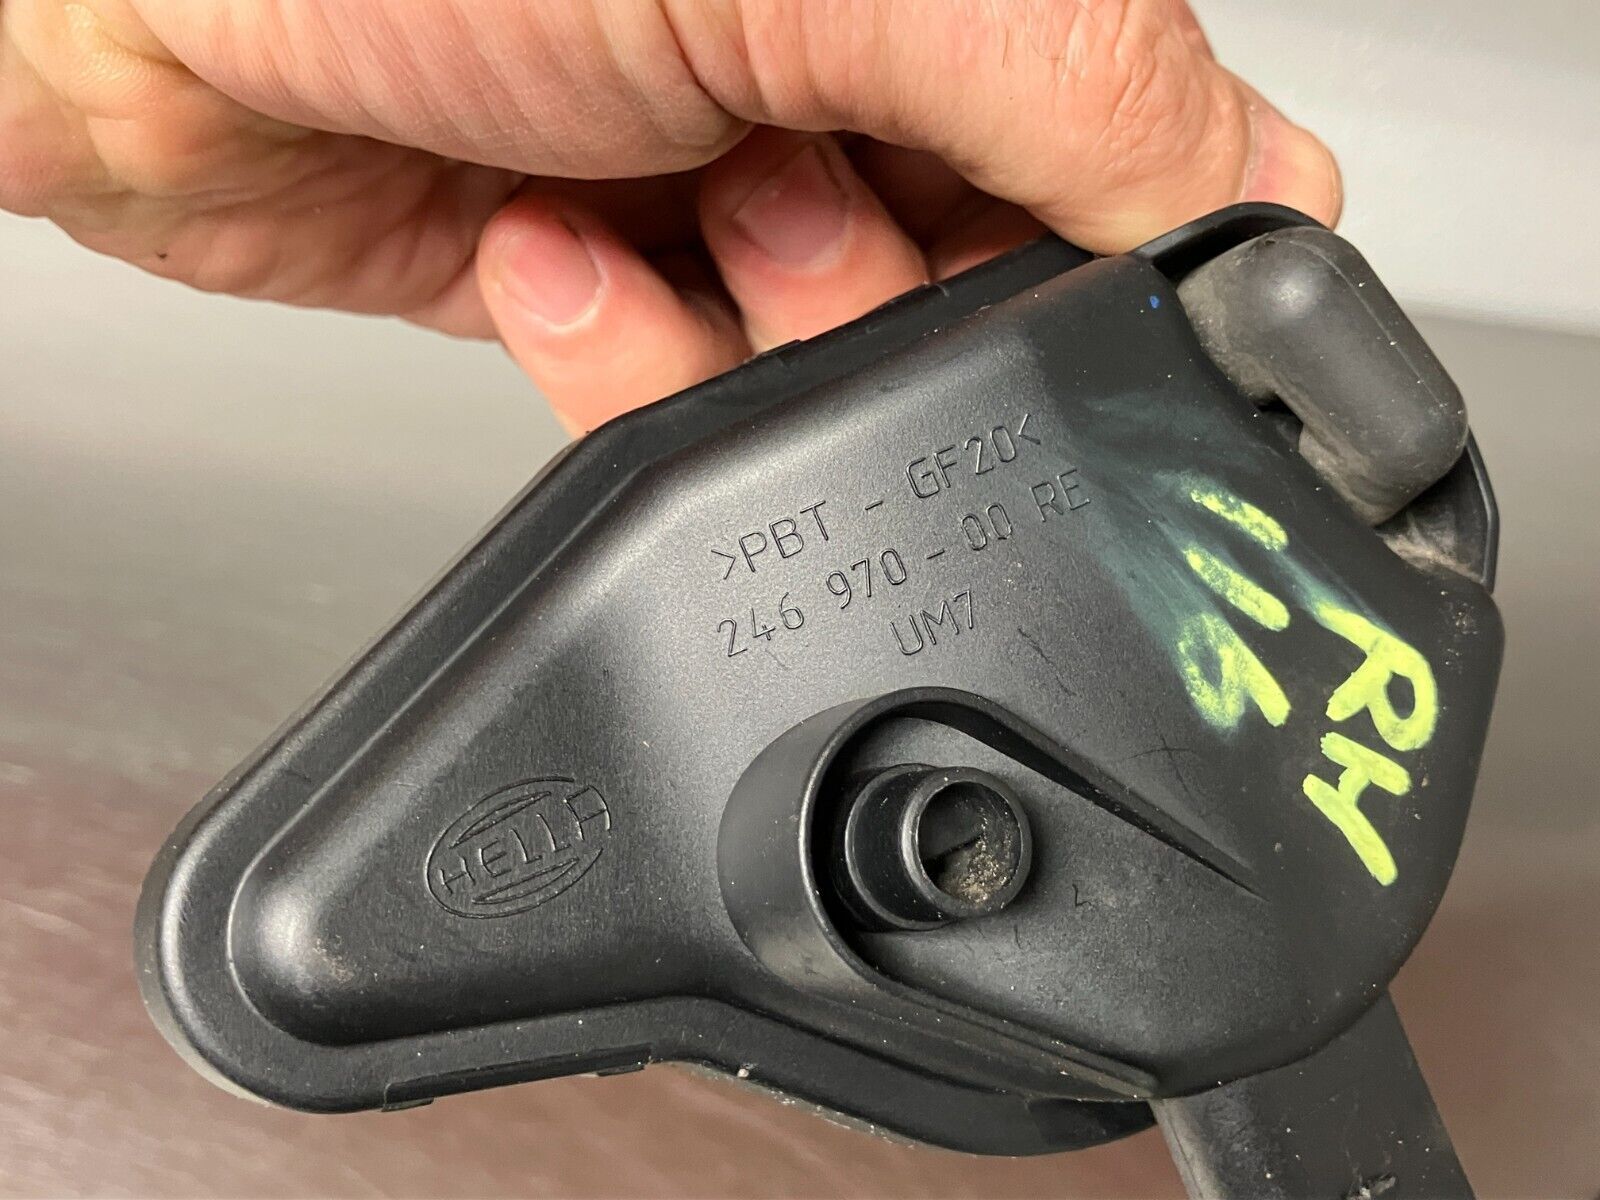 >PBT - GF20<
246 970 - 00 RE
UM7
HELLA
RH